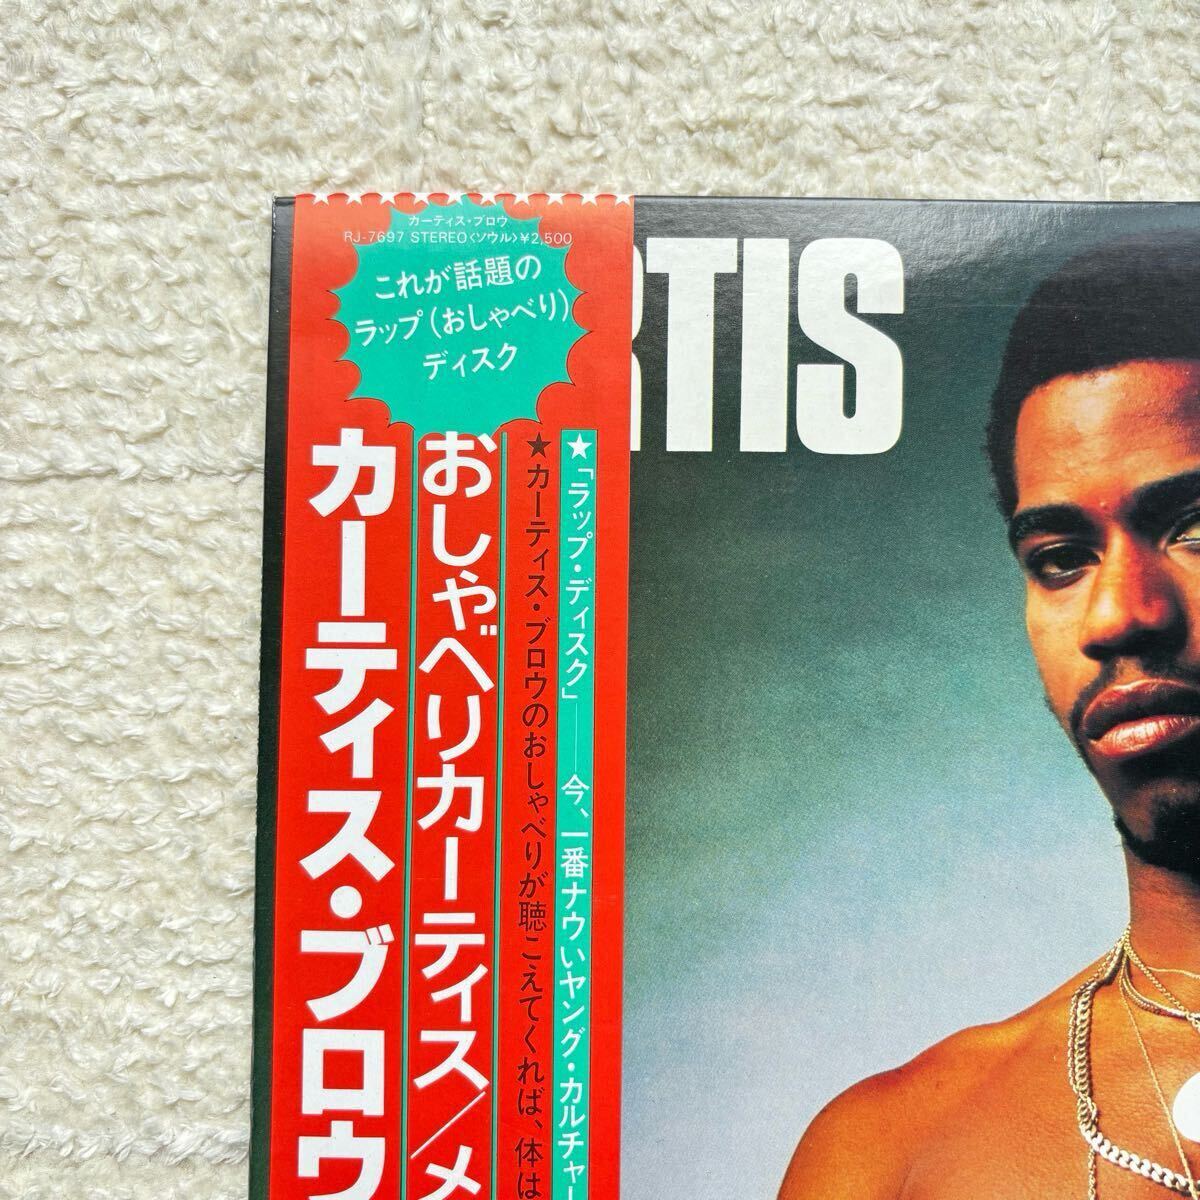 カーティス・ブロウ
RJ-7697 STEREO〈ソウル〉¥2,500
これが話題の
ラップ(おしゃべり)
ディスク
★「ラップ・ディスク」──今、一番ナウいヤング・カルチャー
★カーティス・ブロウのおしゃべりが聴こえてくれば、体は
おしゃべりカーティス/メ
カーティス・ブロウ
RTIS